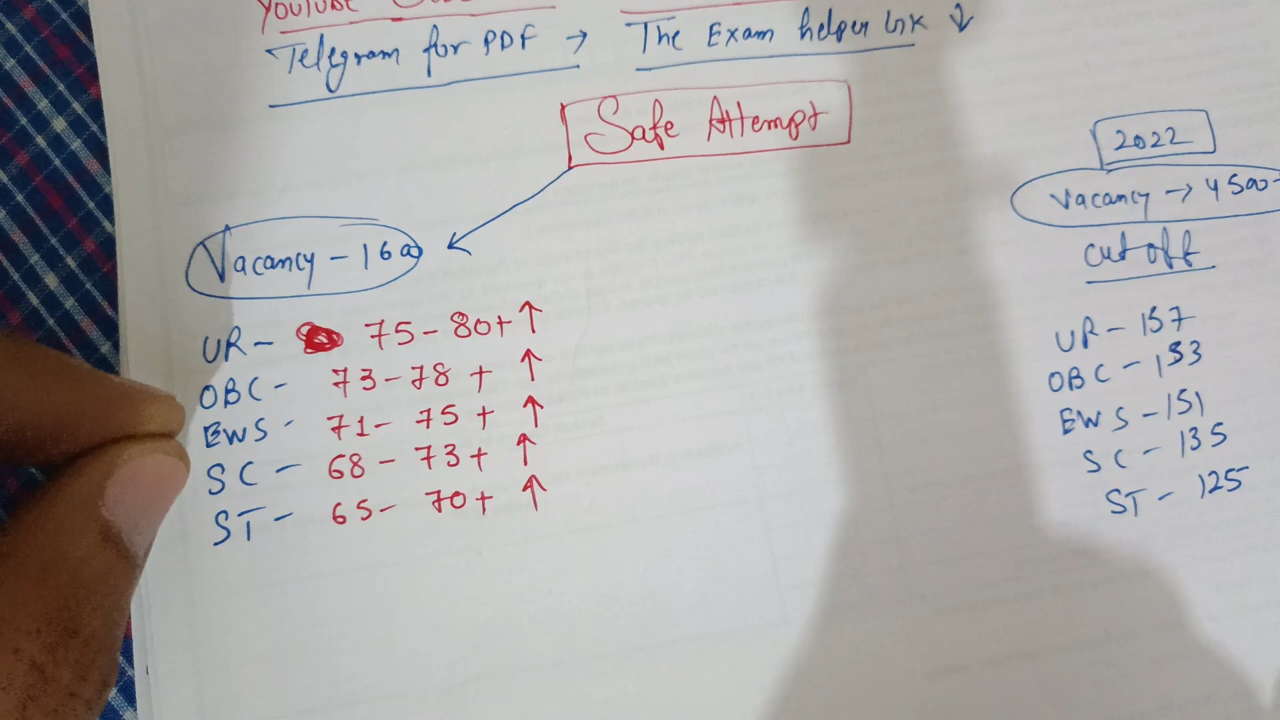 YouTube
Telegram for PDF → The Exam helper link ↓
Safe Attempt
Vacancy - 1600
UR - 75 - 80+ ↑
OBC - 73 - 78 + ↑
EWS - 71 - 75 + ↑
SC - 68 - 73+ ↑
ST - 65 - 70+ ↑
2022
Vacancy → 4500
cut off
UR - 157
OBC - 153
EWS - 151
SC - 135
ST - 125